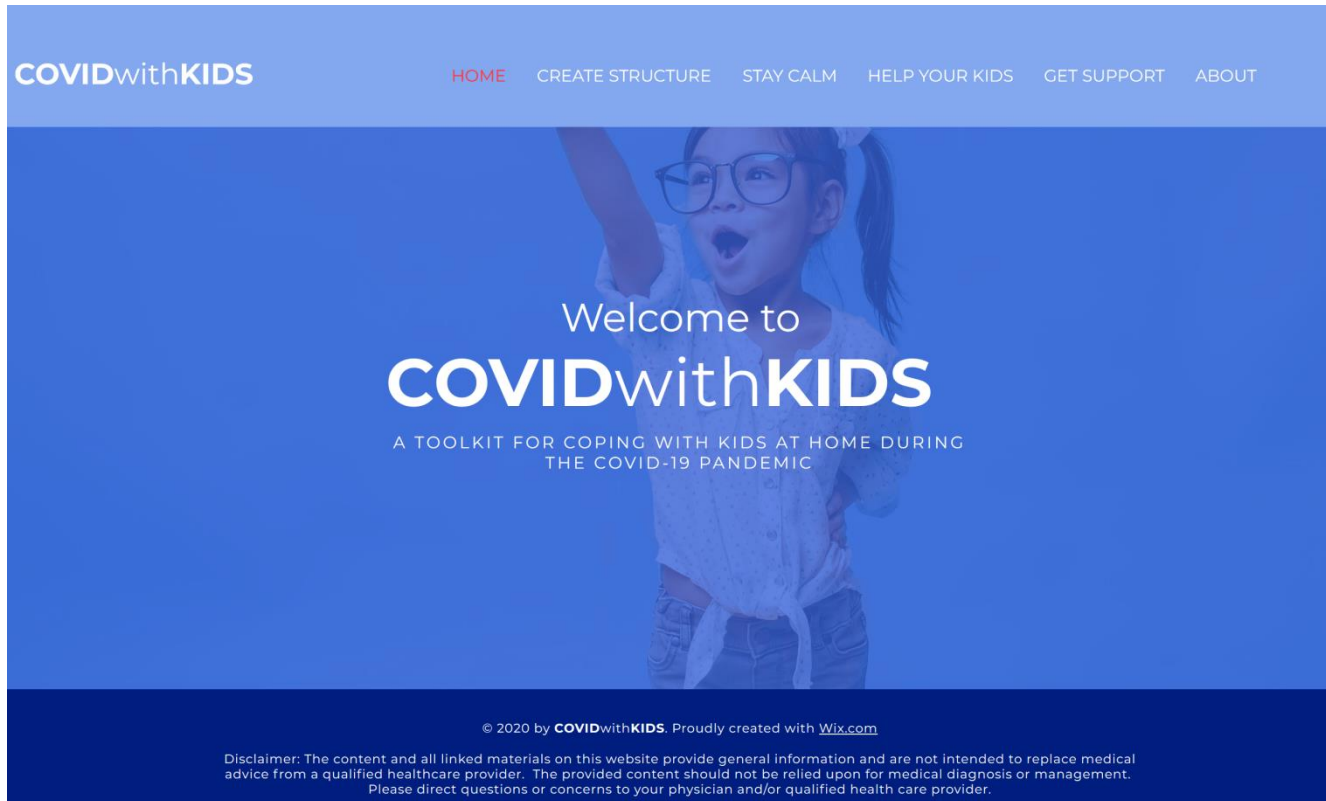 COVIDwithKIDS
HOME CREATE STRUCTURE STAY CALM HELP YOUR KIDS GET SUPPORT ABOUT
Welcome to
COVIDwithKIDS
A TOOLKIT FOR COPING WITH KIDS AT HOME DURING
THE COVID-19 PANDEMIC
© 2020 by COVIDwithKIDS. Proudly created with Wix.com
Disclaimer: The content and all linked materials on this website provide general information and are not intended to replace medical
advice from a qualified healthcare provider. The provided content should not be relied upon for medical diagnosis or management.
Please direct questions or concerns to your physician and/or qualified health care provider.